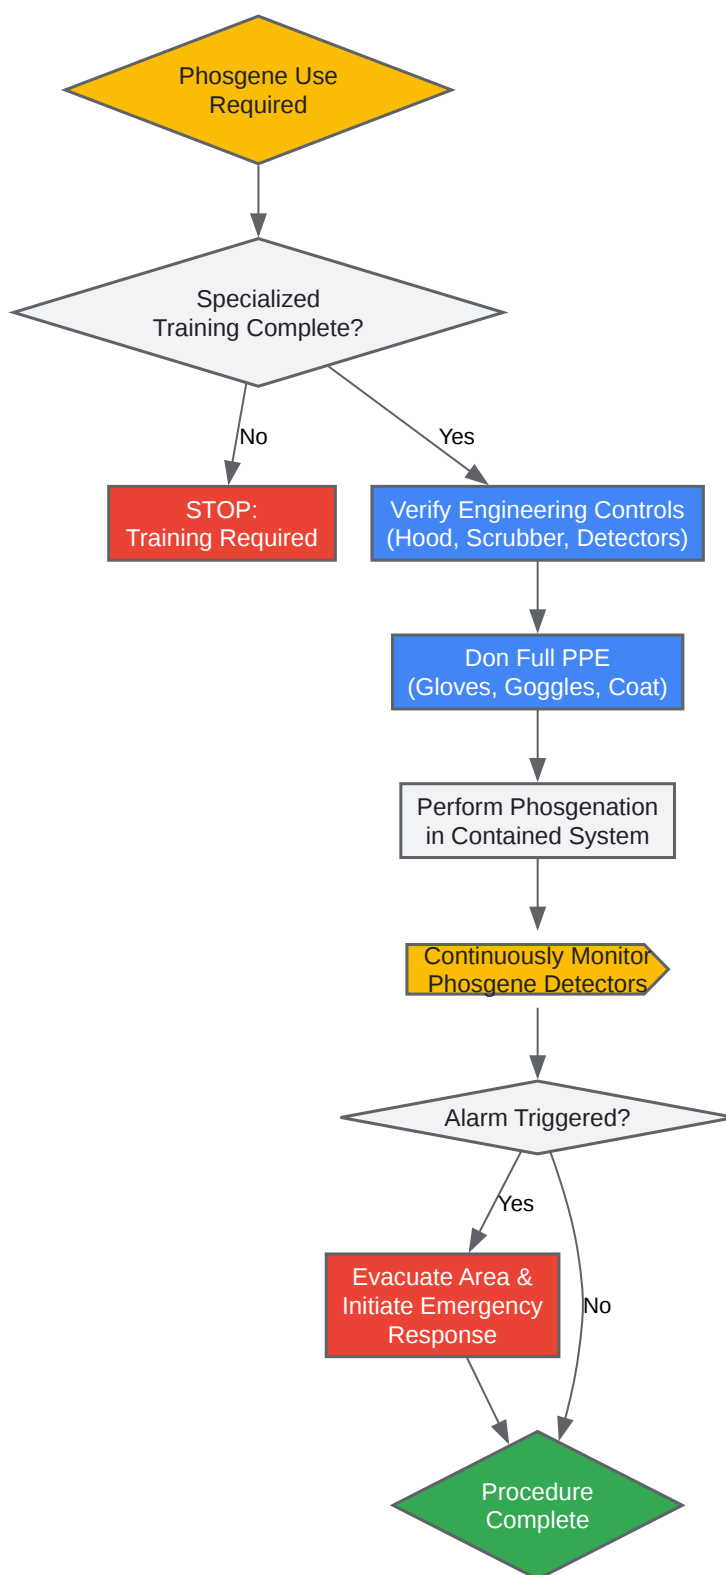 Phosgene Use
Required
Specialized
Training Complete?
No
Yes
STOP:
Training Required
Verify Engineering Controls
(Hood, Scrubber, Detectors)
Don Full PPE
(Gloves, Goggles, Coat)
Perform Phosgenation
in Contained System
Continuously Monitor
Phosgene Detectors
Alarm Triggered?
Yes
Evacuate Area &
Initiate Emergency
Response
No
Procedure
Complete